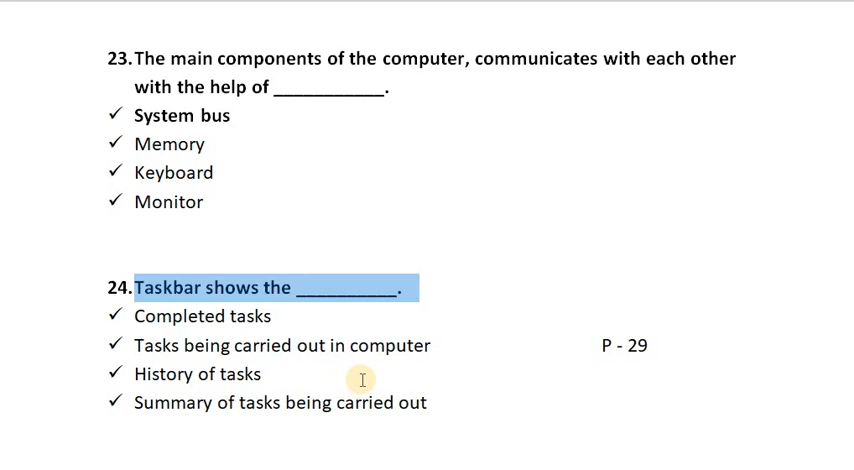 23.The main components of the computer, communicates with each other
with the help of ___________.
✓ System bus
✓ Memory
✓ Keyboard
✓ Monitor
24.Taskbar shows the __________.
✓ Completed tasks
✓ Tasks being carried out in computer P - 29
✓ History of tasks
✓ Summary of tasks being carried out